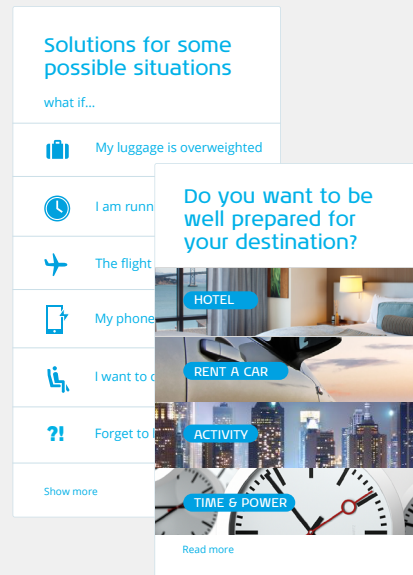 Solutions for some
possible situations
what if...
My luggage is overweighted
I am runn
The flight
My phone
I want to
Forget to
?!
Show more
Do you want to be
well prepared for
your destination?
HOTEL
RENT A CAR
ACTIVITY
TIME & POWER
Read more